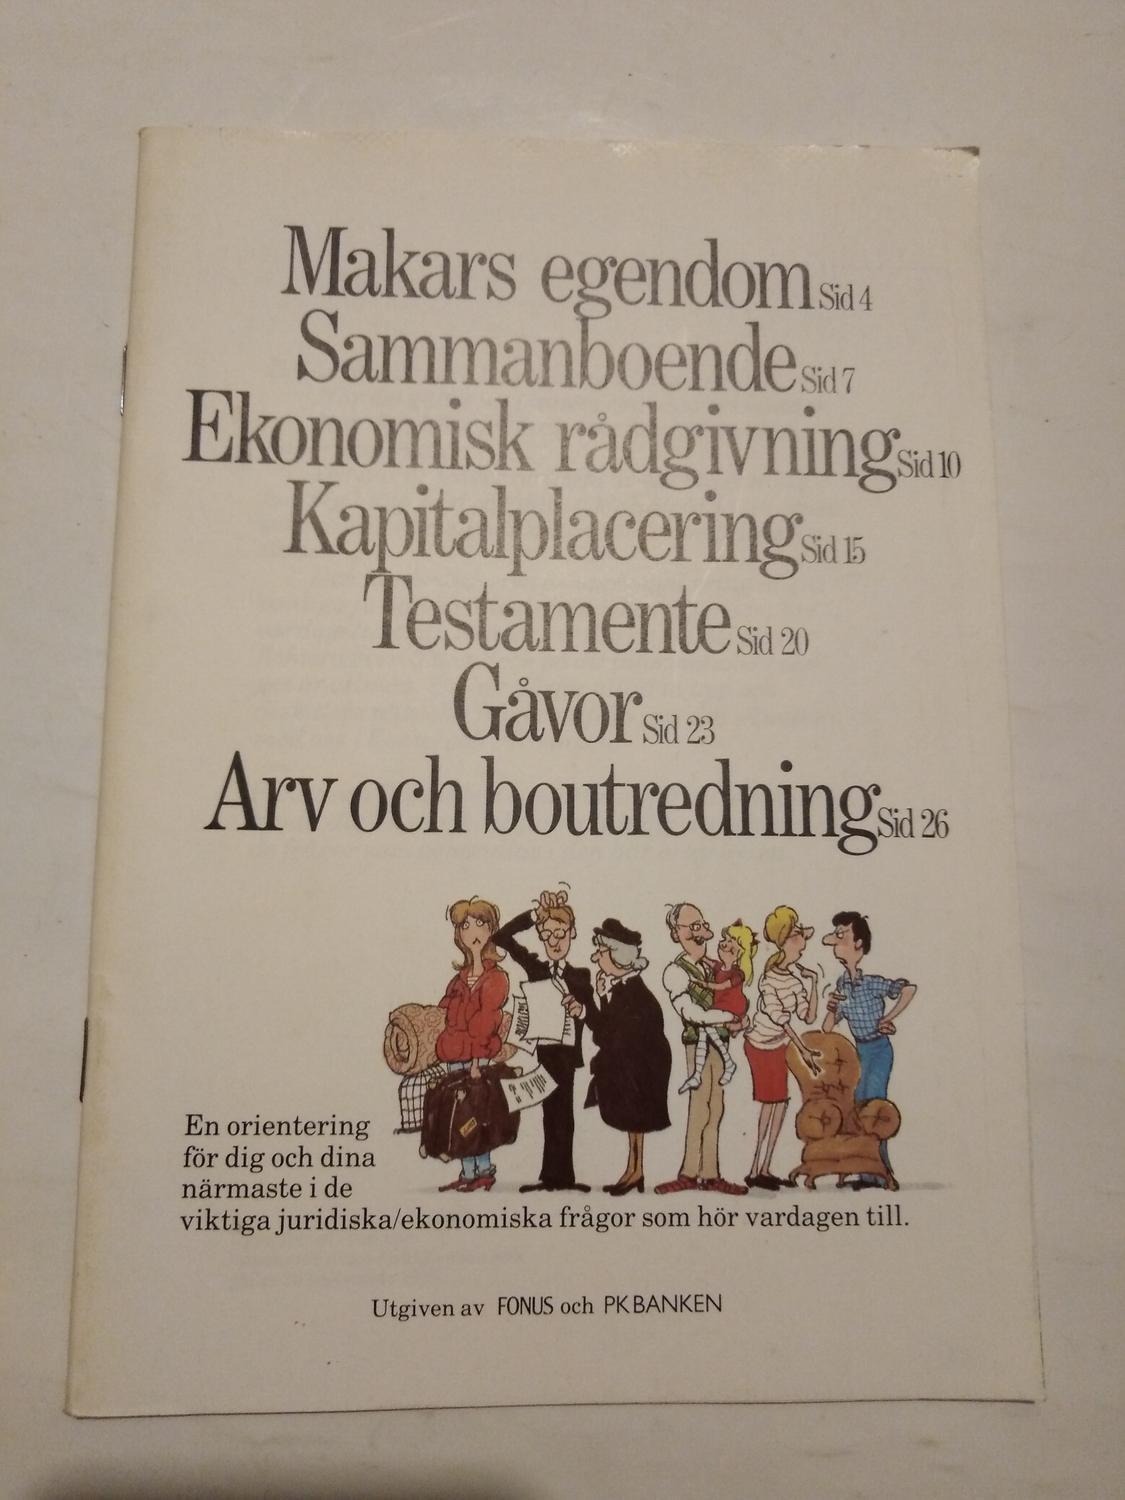 Makars egendom Sid 4
Sammanboende Sid 7
Ekonomisk rådgivning Sid 10
Kapitalplacering Sid 15
Testamente Sid 20
Gåvor Sid 23
Arv och boutredning Sid 26
En orientering
för dig och dina
närmaste i de
viktiga juridiska/ekonomiska frågor som hör vardagen till.
Utgiven av FONUS och PKBANKEN